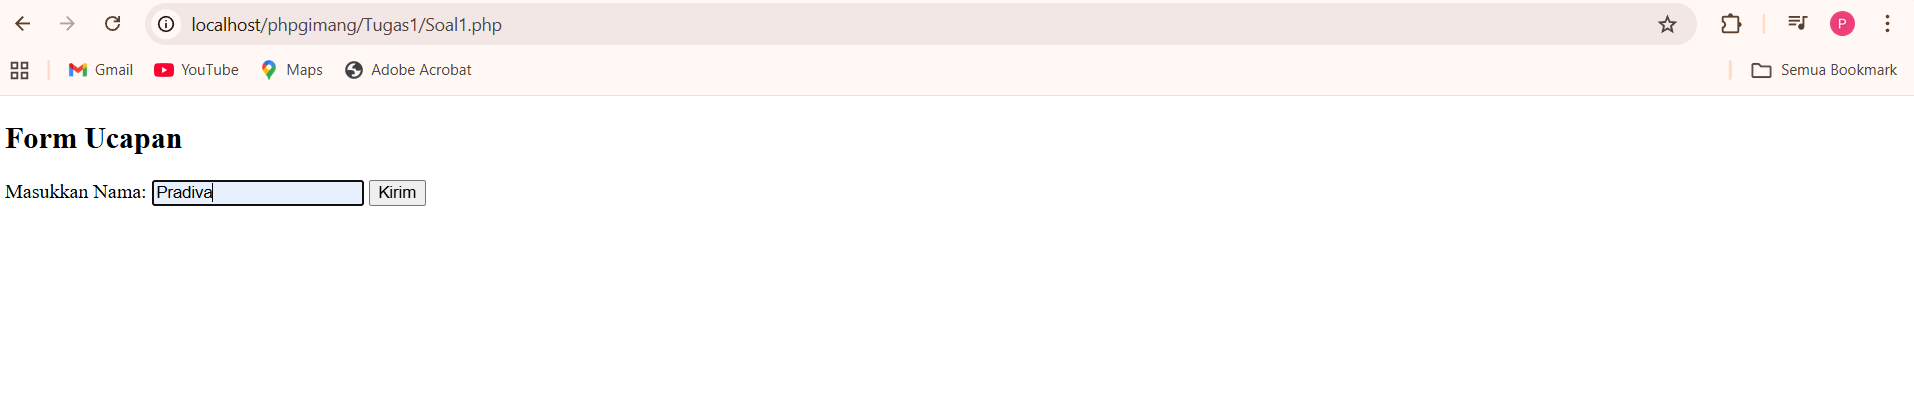 localhost/phpgimang/Tugas1/Soal1.php P
Gmail YouTube Maps Adobe Acrobat Semua Bookmark
Form Ucapan
Masukkan Nama: Pradiva Kirim